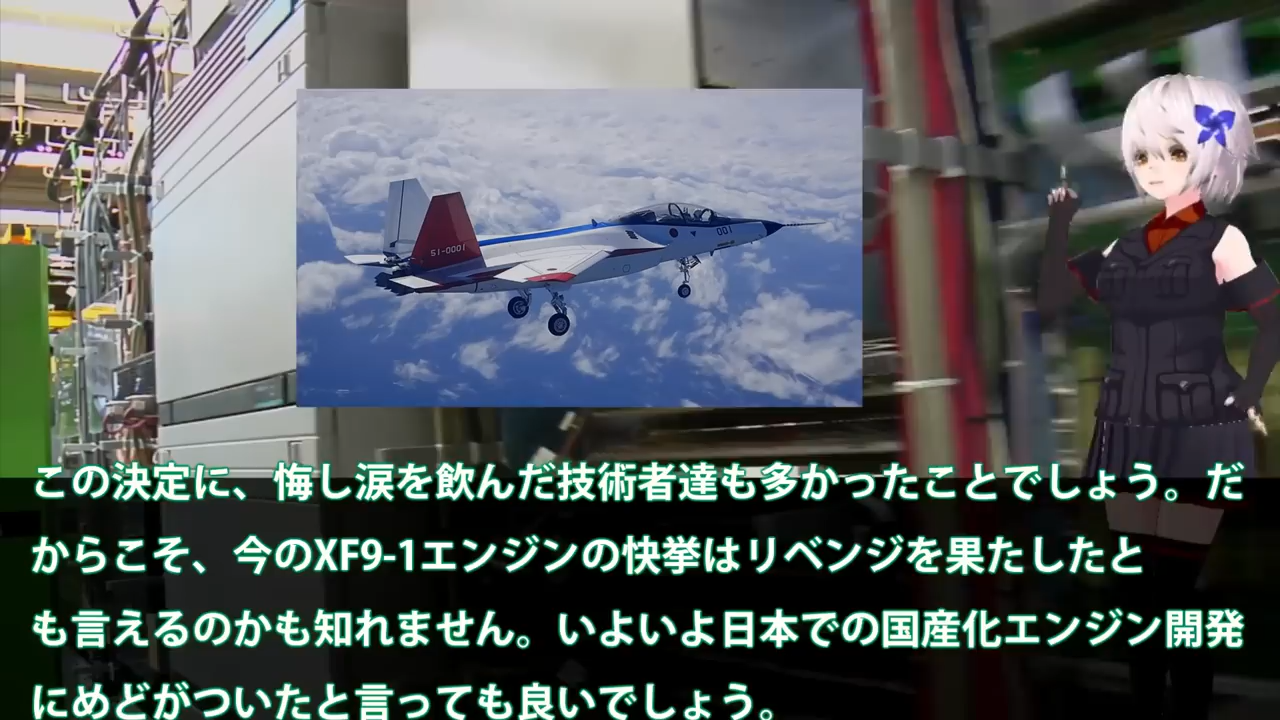 51-0001
001
この決定に、悔し涙を飲んだ技術者達も多かったことでしょう。だ
からこそ、今のXF9-1エンジンの快挙はリベンジを果たしたと
も言えるのかも知れません。いよいよ日本での国産化エンジン開発
にめどがついたと言っても良いでしょう。